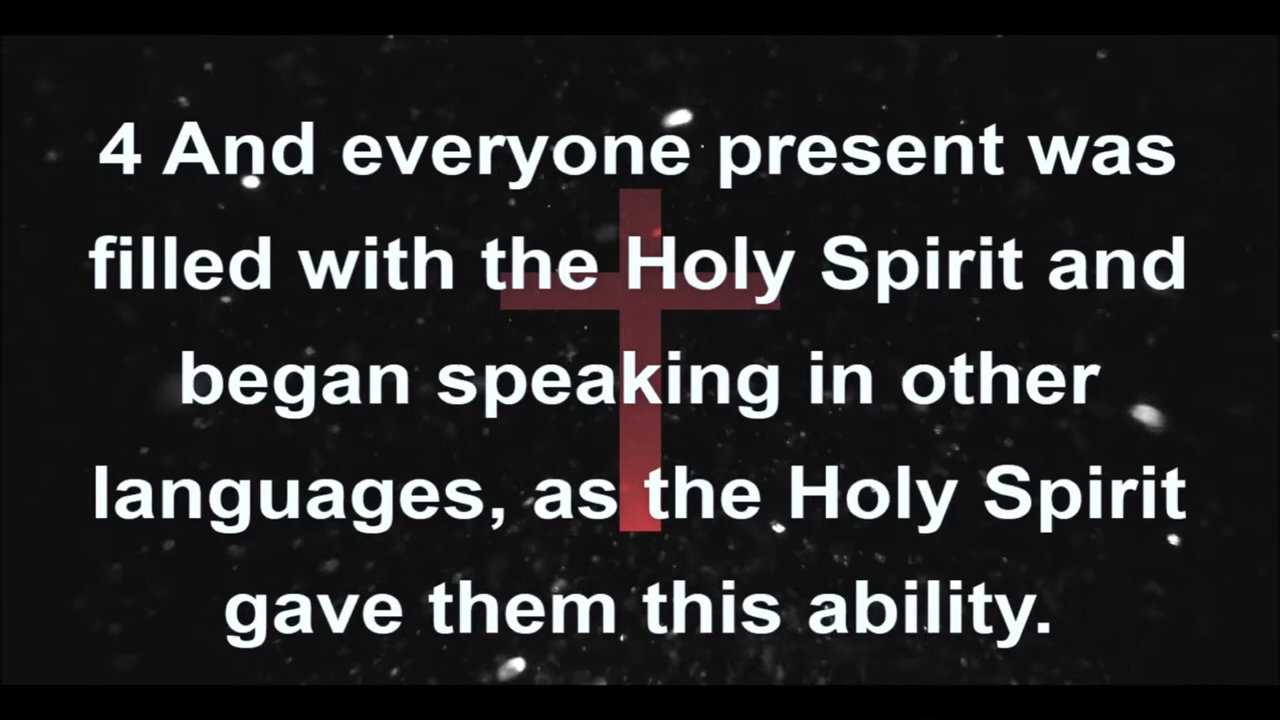 4 And everyone present was
filled with the Holy Spirit and
began speaking in other
languages, as the Holy Spirit
gave them this ability.